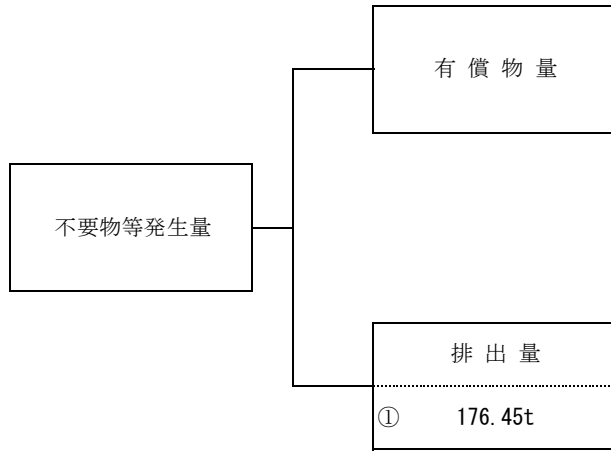 有 償 物 量
不要物等発生量
排 出 量
① 176.45t